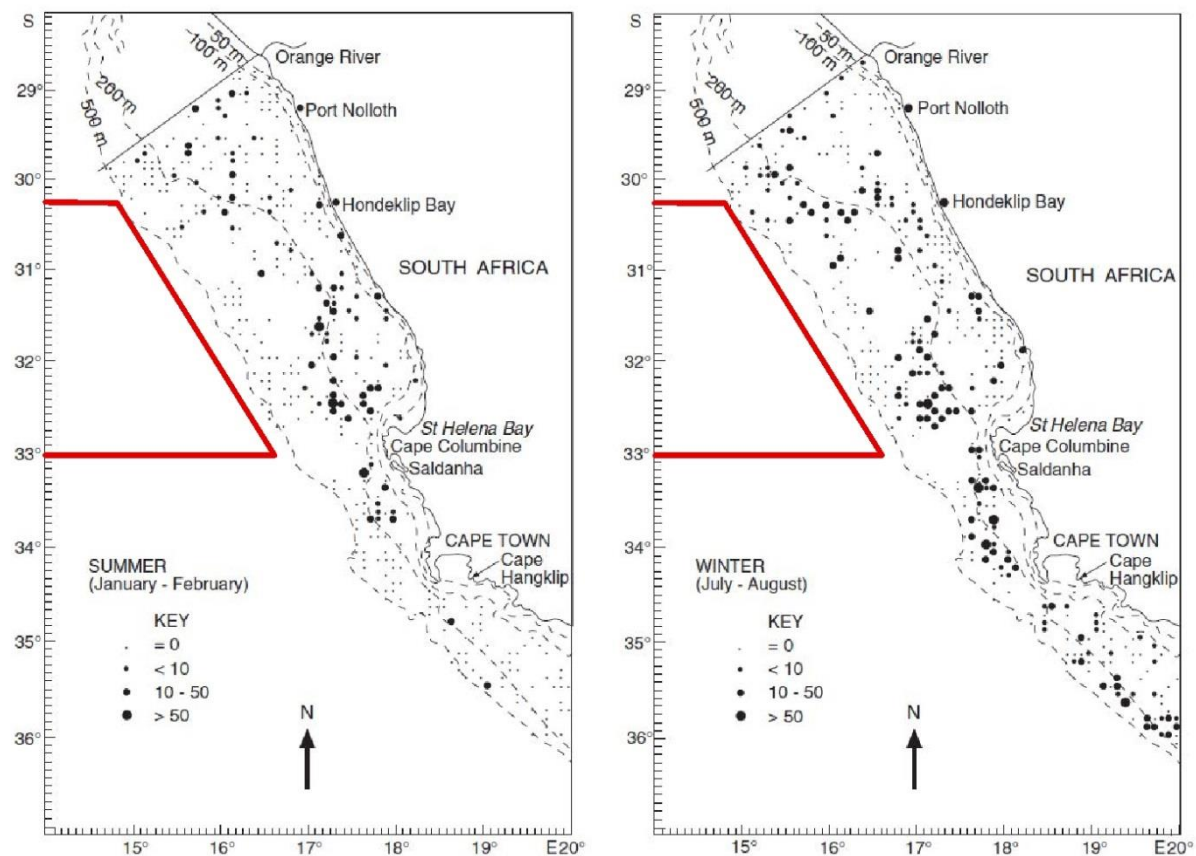 S
-50 m
-100 m
-200 m
500 m
Orange River
Port Nolloth
Hondeklip Bay
SOUTH AFRICA
St Helena Bay
Cape Columbine
Saldanha
CAPE TOWN
Cape
Hangklip
SUMMER
(January - February)
KEY
= 0
< 10
10 - 50
> 50
N
29°
30°
31°
32°
33°
34°
35°
36°
15° 16° 17° 18° 19° E20°
S
-50 m
-100 m
-200 m
500 m
Orange River
Port Nolloth
Hondeklip Bay
SOUTH AFRICA
St Helena Bay
Cape Columbine
Saldanha
CAPE TOWN
Cape
Hangklip
WINTER
(July - August)
KEY
= 0
< 10
10 - 50
> 50
N
29°
30°
31°
32°
33°
34°
35°
36°
15° 16° 17° 18° 19° E20°